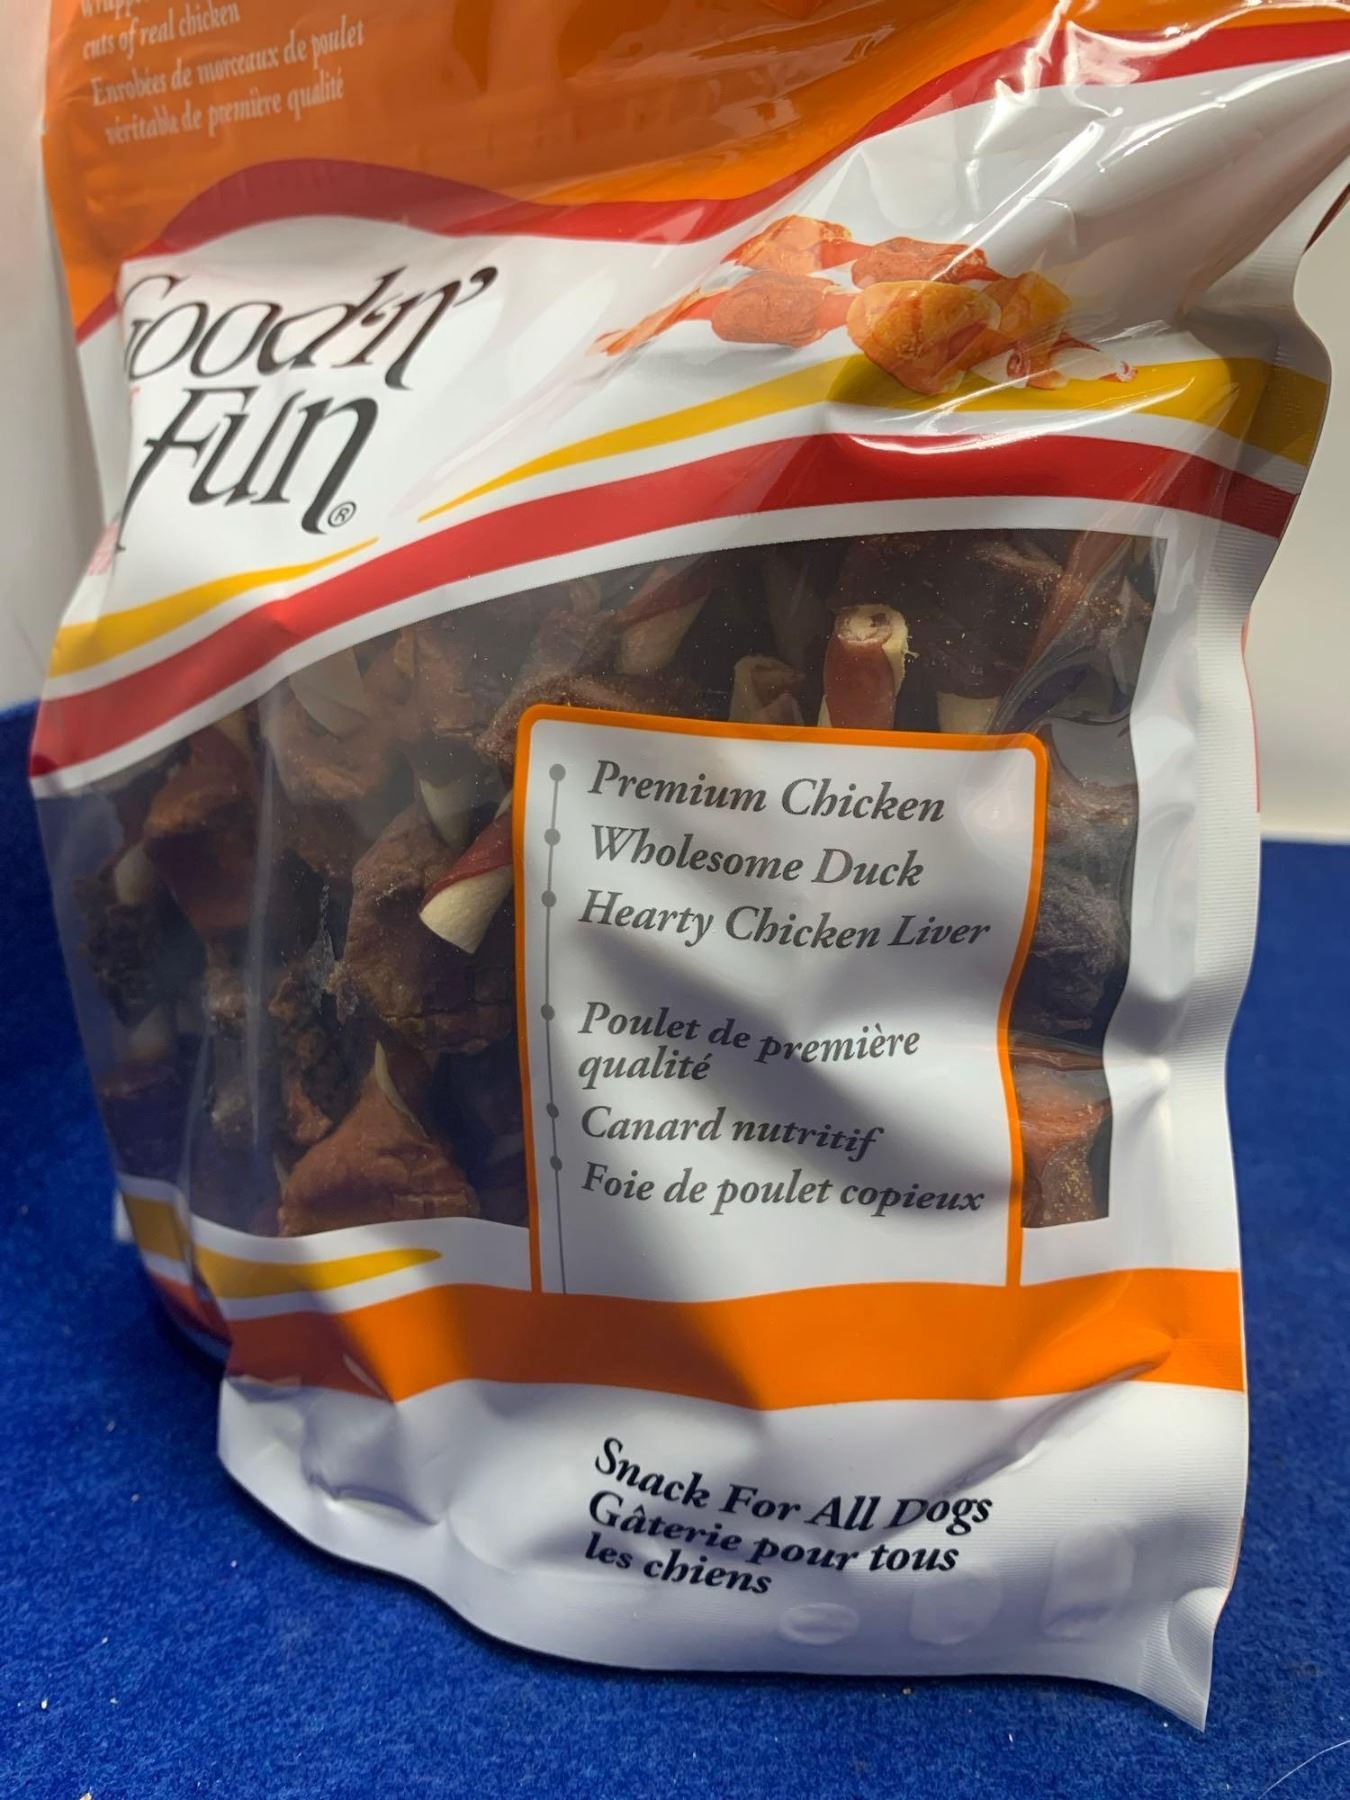 cuts of real chicken
Enrobées de morceaux de poulet
véritable de première qualité
Good'n'
Fun®
Premium Chicken
Wholesome Duck
Hearty Chicken Liver
Poulet de première
qualité
Canard nutritif
Foie de poulet copieux
Snack For All Dogs
Gâterie pour tous
les chiens